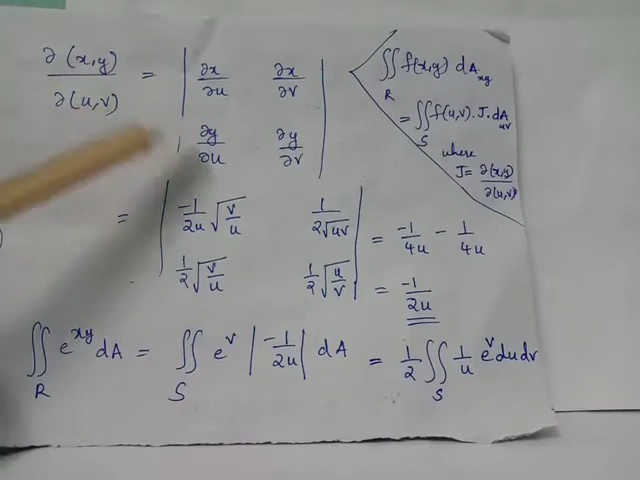 ∂(x,y)/∂(u,v) = | ∂x/∂u ∂x/∂v |
| ∂y/∂u ∂y/∂v |
∬_R f(x,y) dA_xy
= ∬_S f(u,v) . J . dA_uv
where
J = ∂(x,y)/∂(u,v)
= | -1/2u √(v/u) 1/2√uv | = -1/4u - 1/4u
| 1/2 √(v/u) 1/2 √(u/v) | = -1/2u
∬_R e^xy dA = ∬_S e^v |-1/2u| dA = 1/2 ∬_S 1/u e^v du dv